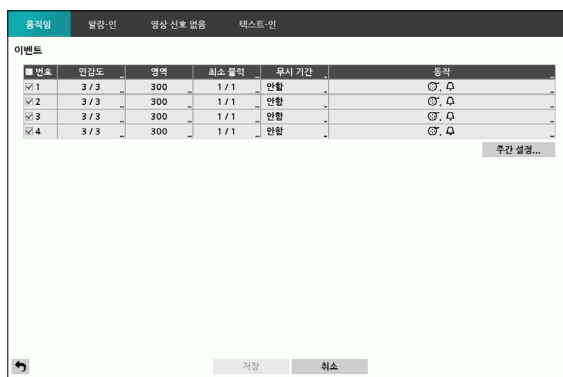 움직임 알람-인 영상 신호 없음 텍스트-인
이벤트
번호 민감도 영역 최소 블럭 무시 기간 동작
1 3 / 3 300 1 / 1 안함
2 3 / 3 300 1 / 1 안함
3 3 / 3 300 1 / 1 안함
4 3 / 3 300 1 / 1 안함
주간 설정...
저장 취소